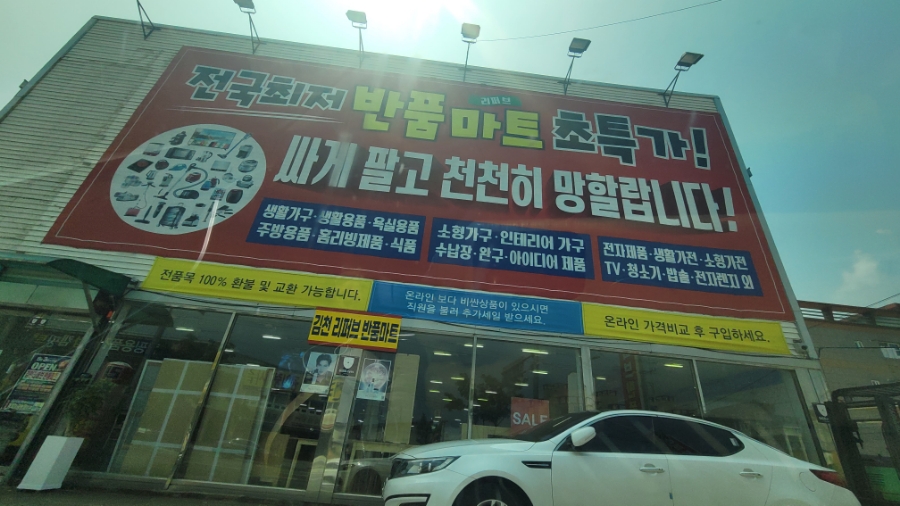 전국최저 반품마트 초특가!
리퍼브
싸게 팔고 천천히 망할랍니다!
생활가구·생활용품·욕실용품
주방용품·홈리빙제품·식품
소형가구·인테리어 가구
수납장·완구·아이디어 제품
전자제품·생활가전·소형가전
TV·청소기·밥솥·전자렌지 외
전품목 100% 환불 및 교환 가능합니다.
온라인 보다 비싼상품이 있으시면
직원을 불러 추가세일 받으세요.
온라인 가격비교 후 구입하세요.
김천 리퍼브 반품마트
OPEN
SALE